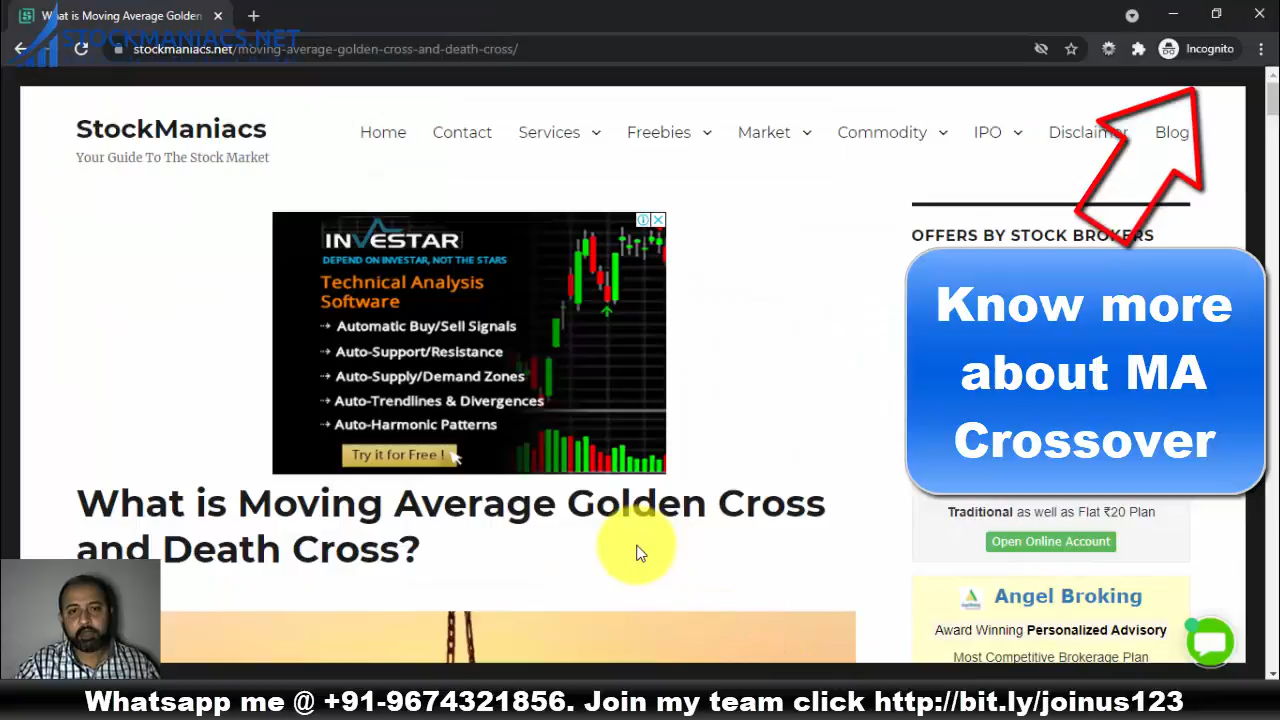 What is Moving Average Golden
STOCKMANIACS.NET
stockmaniacs.net/moving-average-golden-cross-and-death-cross/
Incognito
StockManiacs
Your Guide To The Stock Market
Home Contact Services Freebies Market Commodity IPO Disclaimer Blog
INVESTAR
DEPEND ON INVESTAR, NOT THE STARS
Technical Analysis
Software
Automatic Buy/Sell Signals
Auto-Support/Resistance
Auto-Supply/Demand Zones
Auto-Trendlines & Divergences
Auto-Harmonic Patterns
Try it for Free !
OFFERS BY STOCK BROKERS
Know more
about MA
Crossover
Traditional as well as Flat ₹20 Plan
Open Online Account
What is Moving Average Golden Cross
and Death Cross?
Angel Broking
Award Winning Personalized Advisory
Most Competitive Brokerage Plan
Whatsapp me @ +91-9674321856. Join my team click http://bit.ly/joinus123